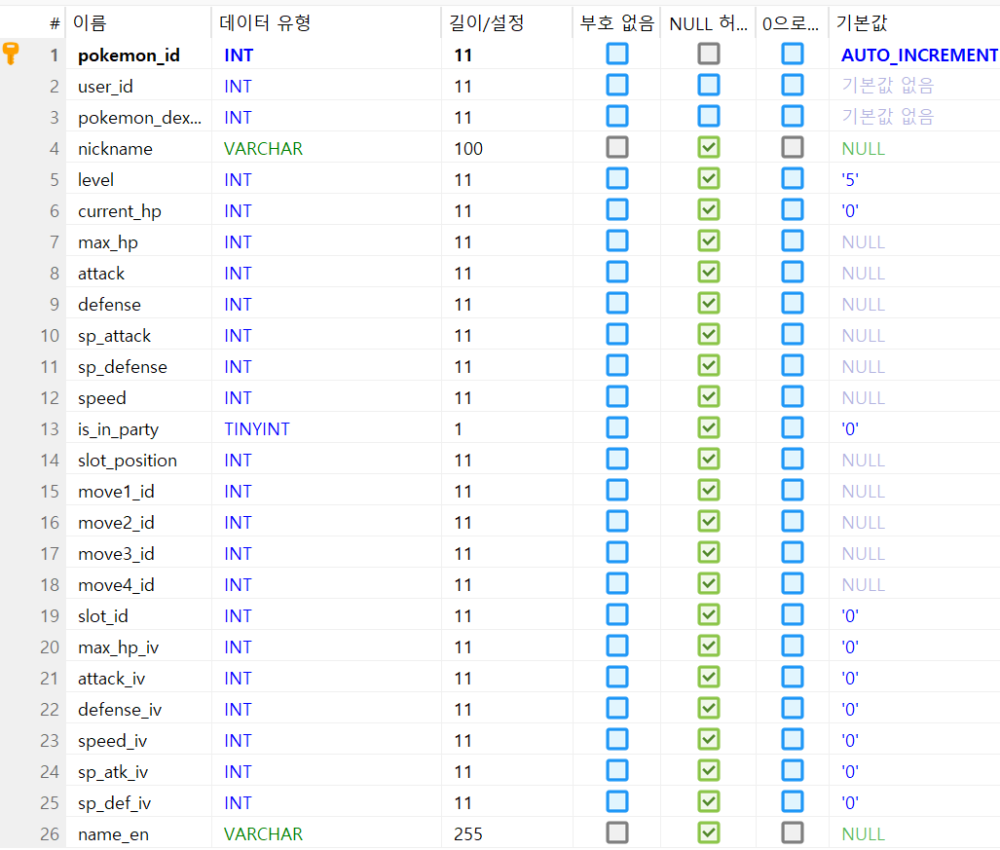 # 이름 데이터 유형 길이/설정 부호 없음 NULL 허... 0으로... 기본값
1 pokemon_id INT 11 AUTO_INCREMENT
2 user_id INT 11 기본값 없음
3 pokemon_dex... INT 11 기본값 없음
4 nickname VARCHAR 100 NULL
5 level INT 11 '5'
6 current_hp INT 11 '0'
7 max_hp INT 11 NULL
8 attack INT 11 NULL
9 defense INT 11 NULL
10 sp_attack INT 11 NULL
11 sp_defense INT 11 NULL
12 speed INT 11 NULL
13 is_in_party TINYINT 1 '0'
14 slot_position INT 11 NULL
15 move1_id INT 11 NULL
16 move2_id INT 11 NULL
17 move3_id INT 11 NULL
18 move4_id INT 11 NULL
19 slot_id INT 11 '0'
20 max_hp_iv INT 11 '0'
21 attack_iv INT 11 '0'
22 defense_iv INT 11 '0'
23 speed_iv INT 11 '0'
24 sp_atk_iv INT 11 '0'
25 sp_def_iv INT 11 '0'
26 name_en VARCHAR 255 NULL